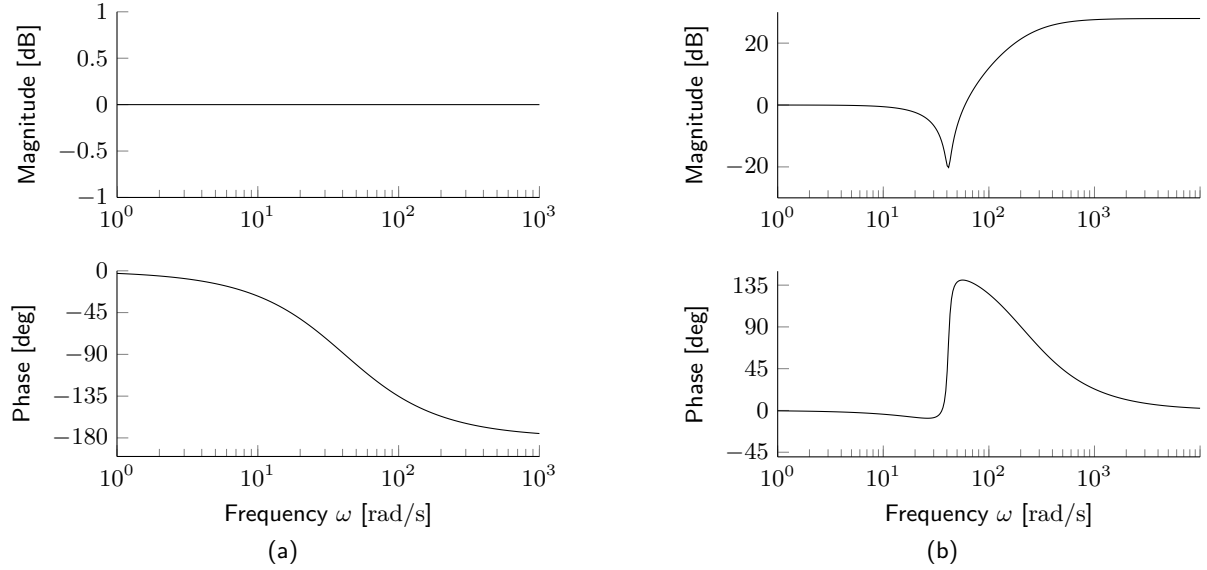 Magnitude [dB]
1
0.5
0
−0.5
−1
10^0 10^1 10^2 10^3
Phase [deg]
0
−45
−90
−135
−180
10^0 10^1 10^2 10^3
Frequency ω [rad/s]
(a)
Magnitude [dB]
20
0
−20
10^0 10^1 10^2 10^3
Phase [deg]
135
90
45
0
−45
10^0 10^1 10^2 10^3
Frequency ω [rad/s]
(b)